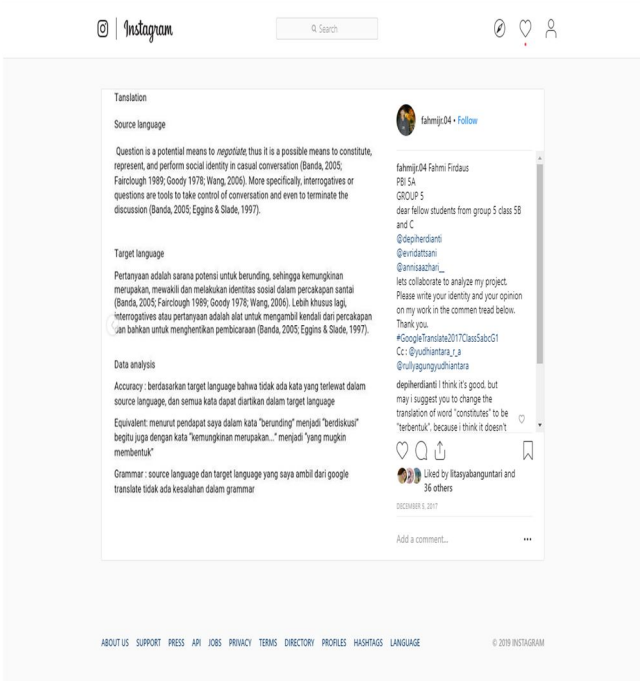 Instagram
Search
Tanslation
Source language
Question is a potential means to negotiate, thus it is a possible means to constitute,
represent, and perform social identity in casual conversation (Banda, 2005;
Fairclough 1989; Goody 1978; Wang, 2006). More specifically, interrogatives or
questions are tools to take control of conversation and even to terminate the
discussion (Banda, 2005; Eggins & Slade, 1997).
Target language
Pertanyaan adalah sarana potensi untuk berunding, sehingga kemungkinan
merupakan, mewakili dan melakukan identitas sosial dalam percakapan santai
(Banda, 2005; Fairclough 1989; Goody 1978; Wang, 2006). Lebih khusus lagi,
interrogatives atau pertanyaan adalah alat untuk mengambil kendali dari percakapan
dan bahkan untuk menghentikan pembicaraan (Banda, 2005; Eggins & Slade, 1997).
Data analysis
Accuracy : berdasarkan target language bahwa tidak ada kata yang terlewat dalam
source language, dan semua kata dapat diartikan dalam target language
Equivalent: menurut pendapat saya dalam kata "berunding" menjadi "berdiskusi"
begitu juga dengan kata "kemungkinan merupakan..." menjadi "yang mugkin
membentuk"
Grammar : source language dan target language yang saya ambil dari google
translate tidak ada kesalahan dalam grammar
fahmijr.04 • Follow
fahmijr.04 Fahmi Firdaus
PBI 5A
GROUP 5
dear fellow students from group 5 class 5B
and C
@depiherdianti
@evridattsani
@annisaazhari__
lets collaborate to analyze my project.
Please write your identity and your opinion
on my work in the commen tread below.
Thank you.
#GoogleTranslate2017Class5abcG1
Cc : @yudhiantara_r_a
@rullyagungyudhiantara
depiherdianti I think it's good. but
may i suggest you to change the
translation of word "constitutes" to be
"terbentuk". because i think it doesn't
Liked by litasyabanguntari and
36 others
DECEMBER 5, 2017
Add a comment...
ABOUT US SUPPORT PRESS API JOBS PRIVACY TERMS DIRECTORY PROFILES HASHTAGS LANGUAGE
© 2019 INSTAGRAM